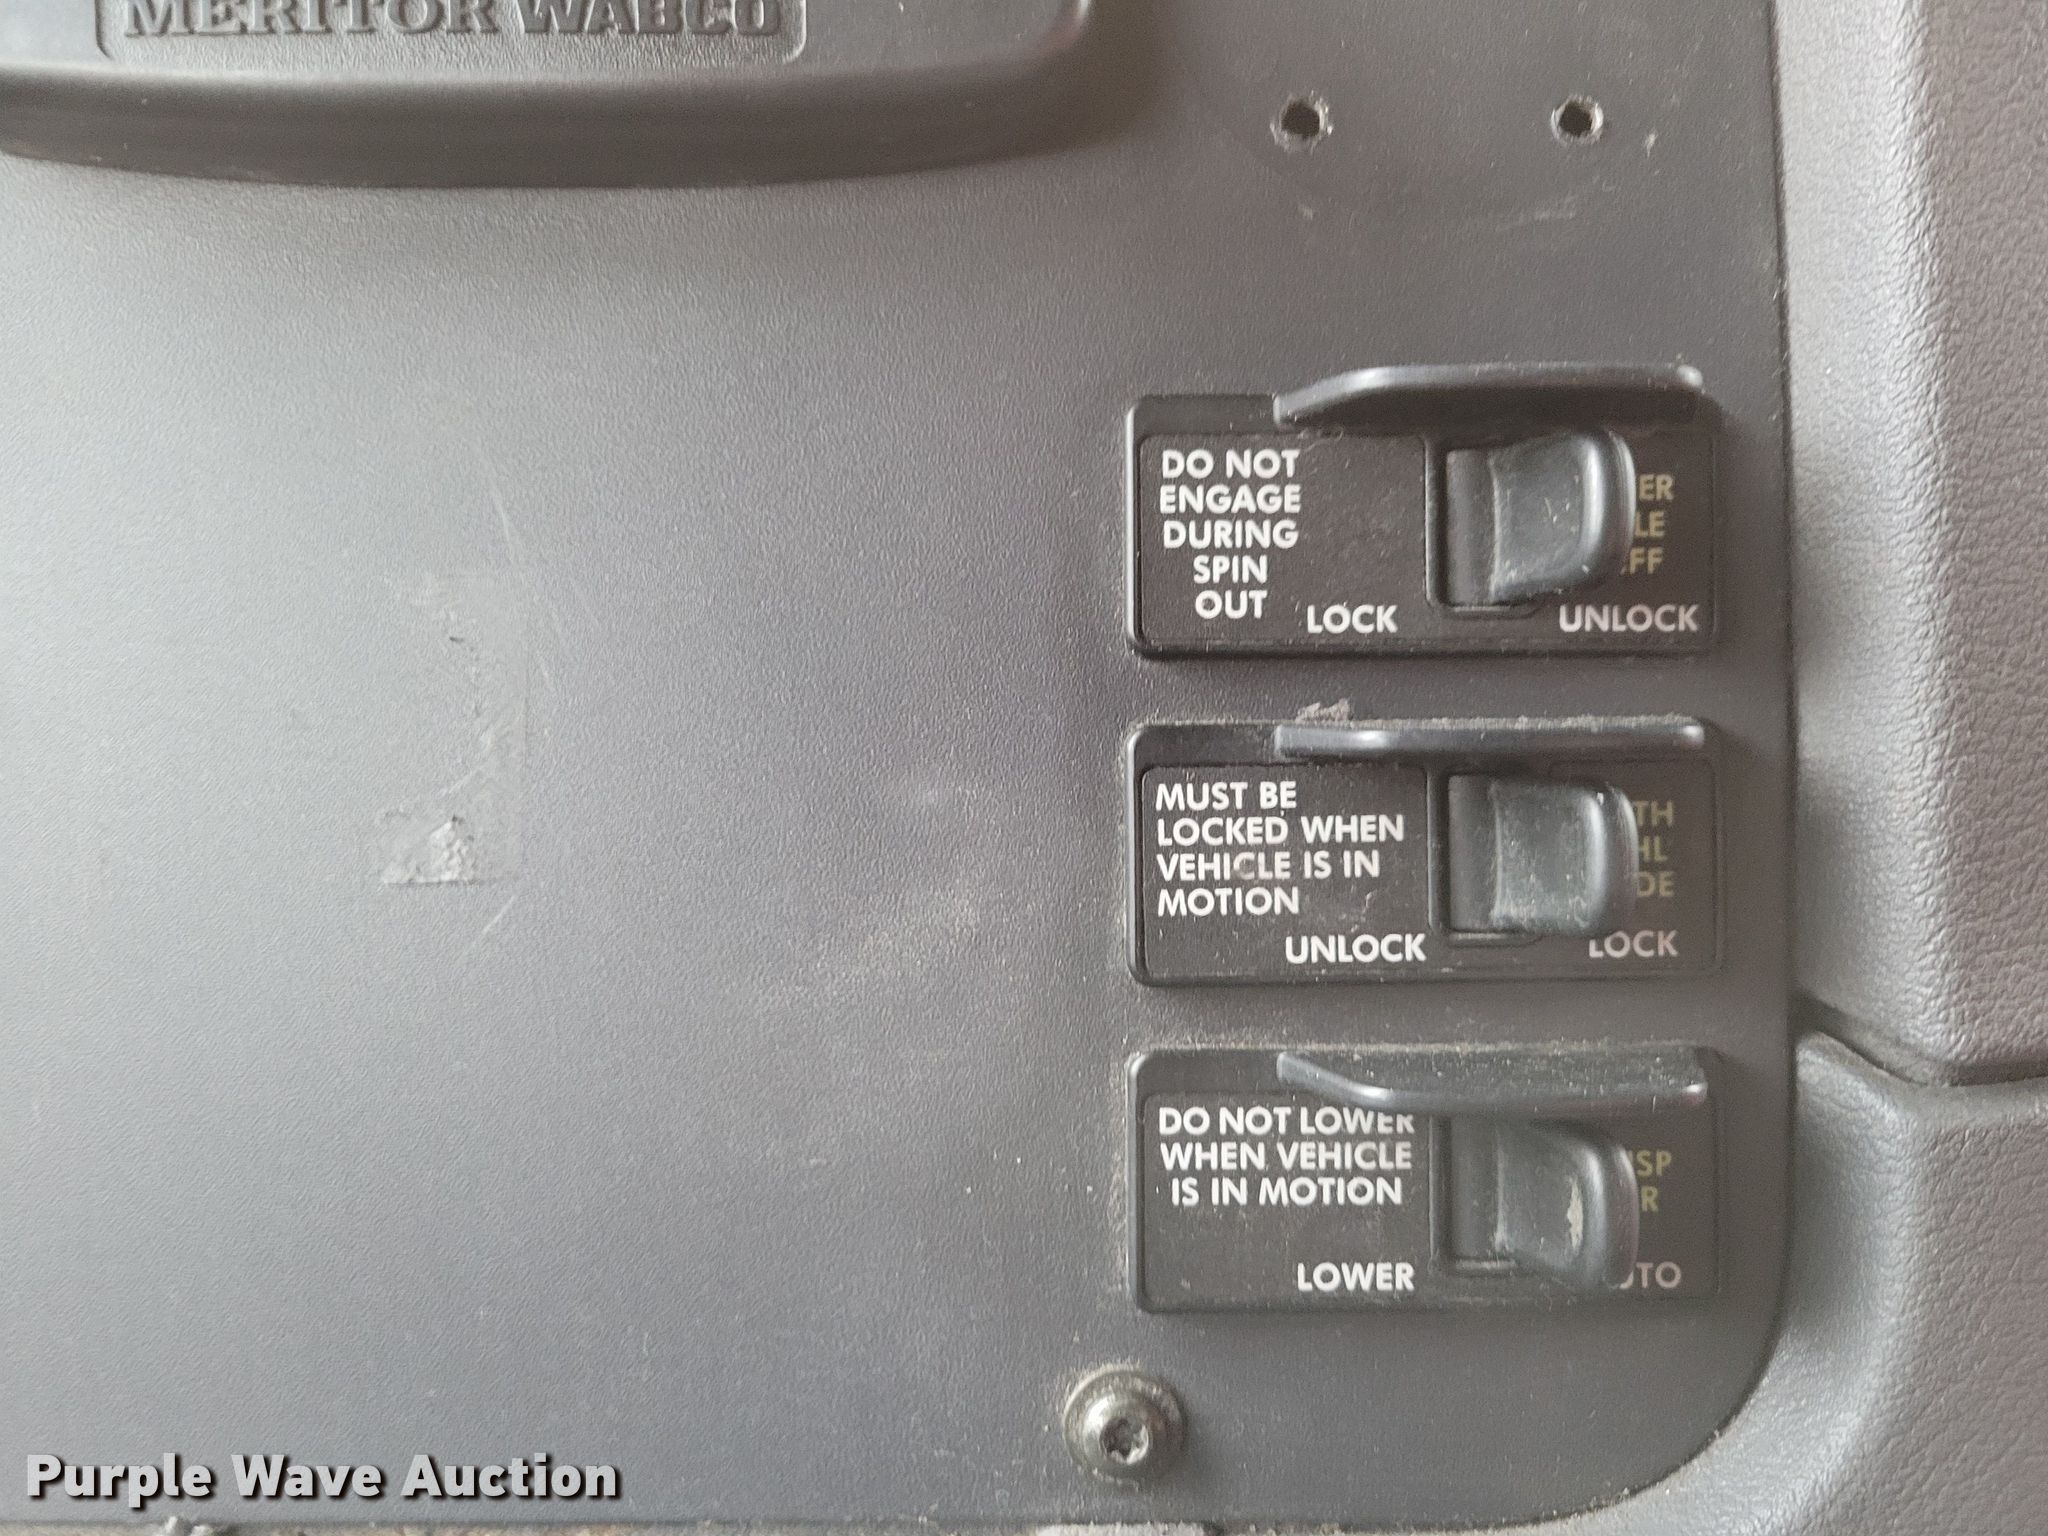 MERITOR WABCO
DO NOT
ENGAGE
DURING
SPIN
OUT
LOCK
UNLOCK
MUST BE
LOCKED WHEN
VEHICLE IS IN
MOTION
UNLOCK
LOCK
DO NOT LOWER
WHEN VEHICLE
IS IN MOTION
LOWER
Purple Wave Auction